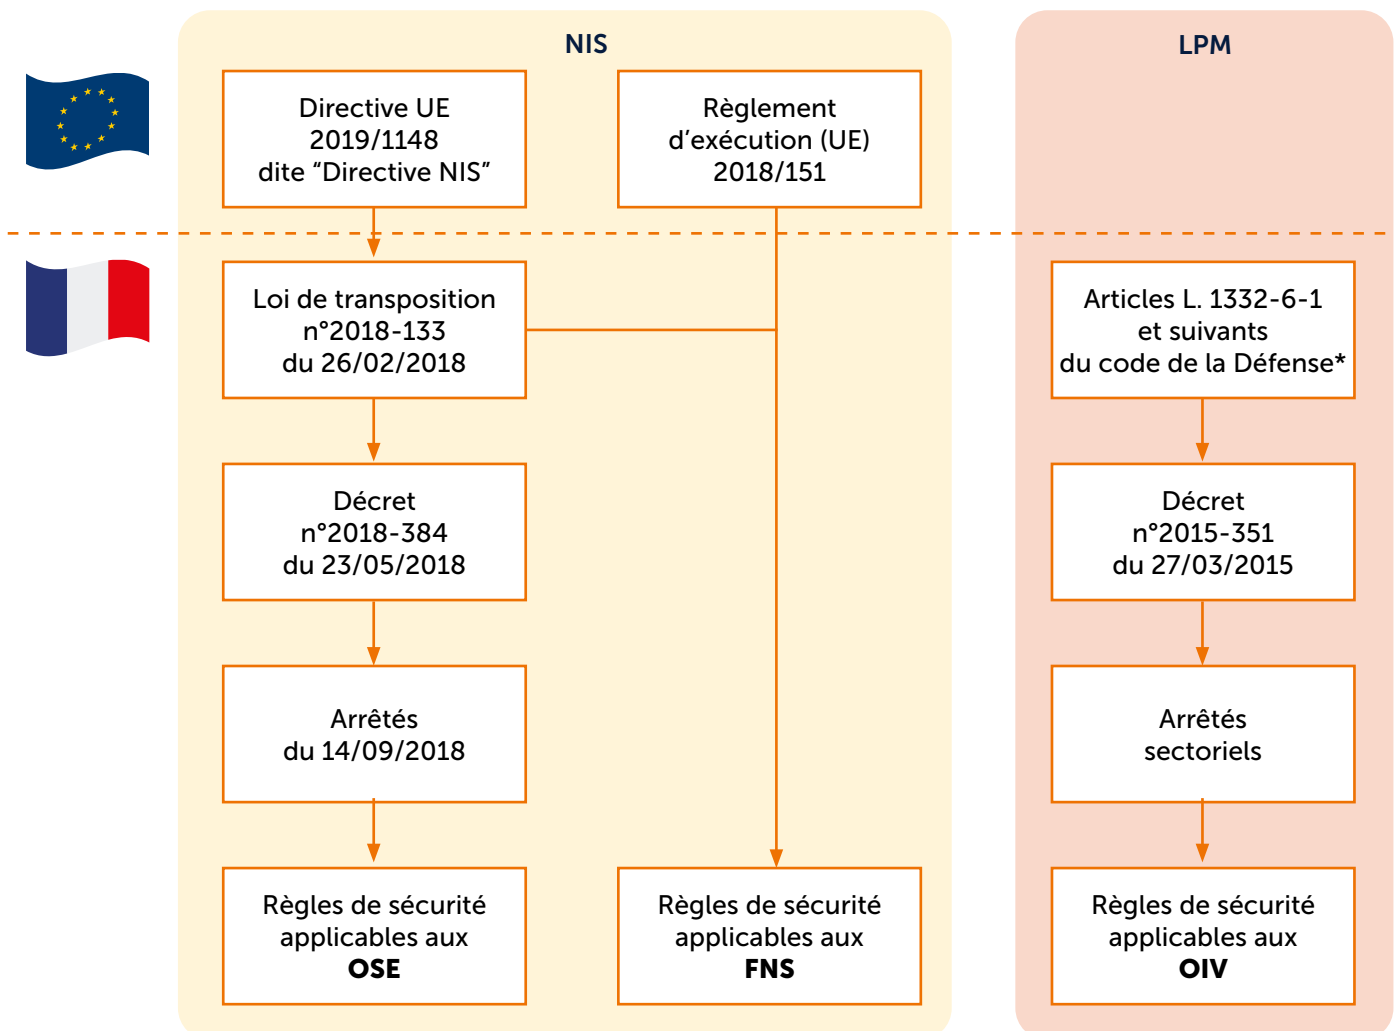 NIS
LPM
Directive UE
2019/1148
dite “Directive NIS”
Règlement
d’exécution (UE)
2018/151
Loi de transposition
n°2018-133
du 26/02/2018
Articles L. 1332-6-1
et suivants
du code de la Défense*
Décret
n°2018-384
du 23/05/2018
Décret
n°2015-351
du 27/03/2015
Arrêtés
du 14/09/2018
Arrêtés
sectoriels
Règles de sécurité
applicables aux
OSE
Règles de sécurité
applicables aux
FNS
Règles de sécurité
applicables aux
OIV